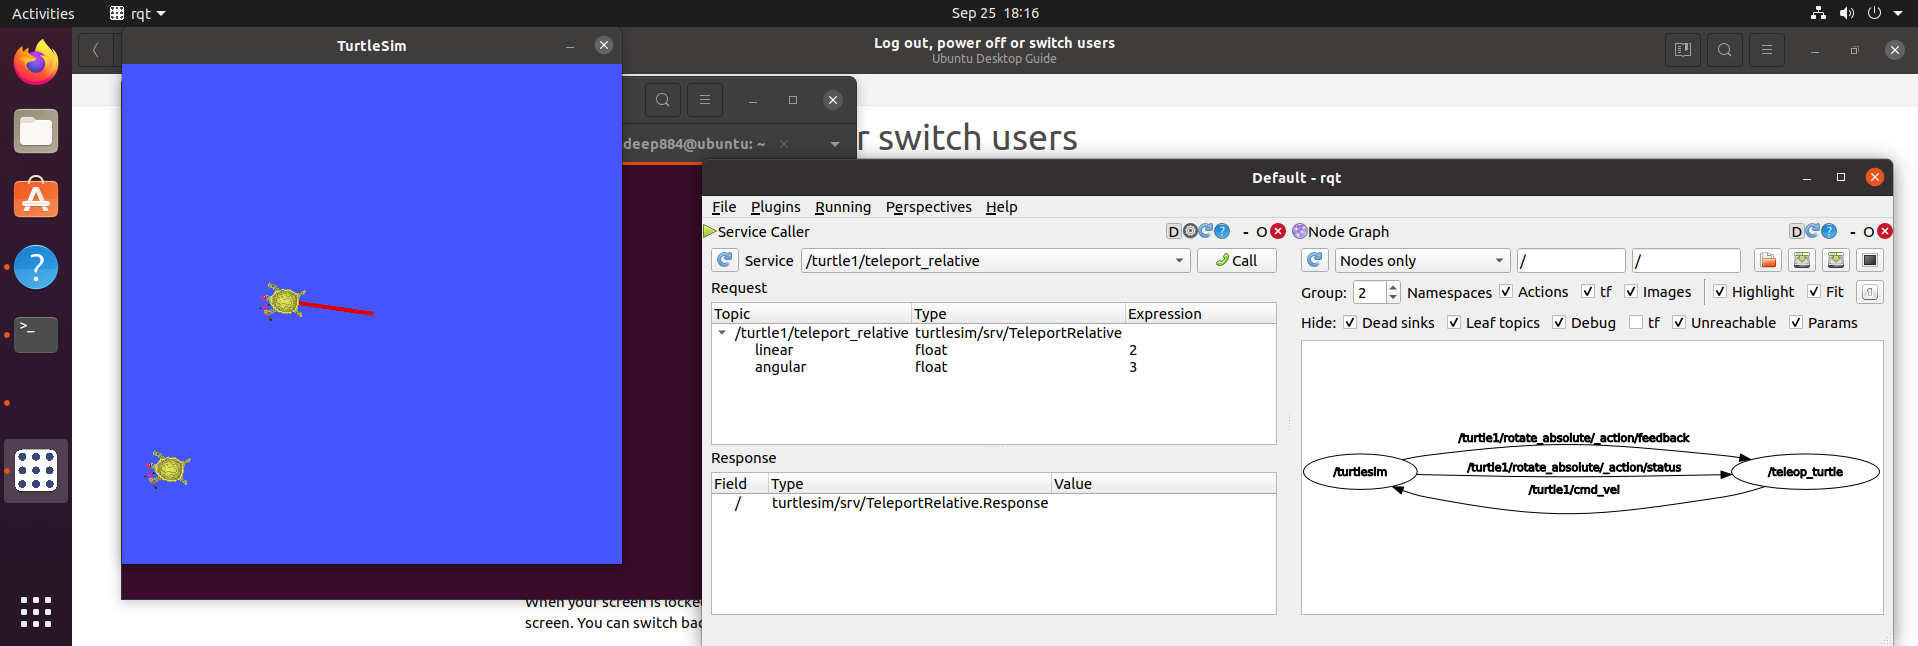 Activities
rqt
Sep 25 18:16
TurtleSim
Log out, power off or switch users
Ubuntu Desktop Guide
deep884@ubuntu: ~
r switch users
Default - rqt
File Plugins Running Perspectives Help
Service Caller
D
- O
Node Graph
D
- O
Service /turtle1/teleport_relative
Call
Nodes only
/
/
Request
Group: 2 Namespaces Actions tf Images Highlight Fit
Topic Type Expression
Hide: Dead sinks Leaf topics Debug tf Unreachable Params
/turtle1/teleport_relative turtlesim/srv/TeleportRelative
linear float 2
angular float 3
/turtle1/rotate_absolute/_action/feedback
/turtlesim
/turtle1/rotate_absolute/_action/status
/teleop_turtle
/turtle1/cmd_vel
Response
Field Type Value
/ turtlesim/srv/TeleportRelative.Response
When your screen is locke
screen. You can switch bac